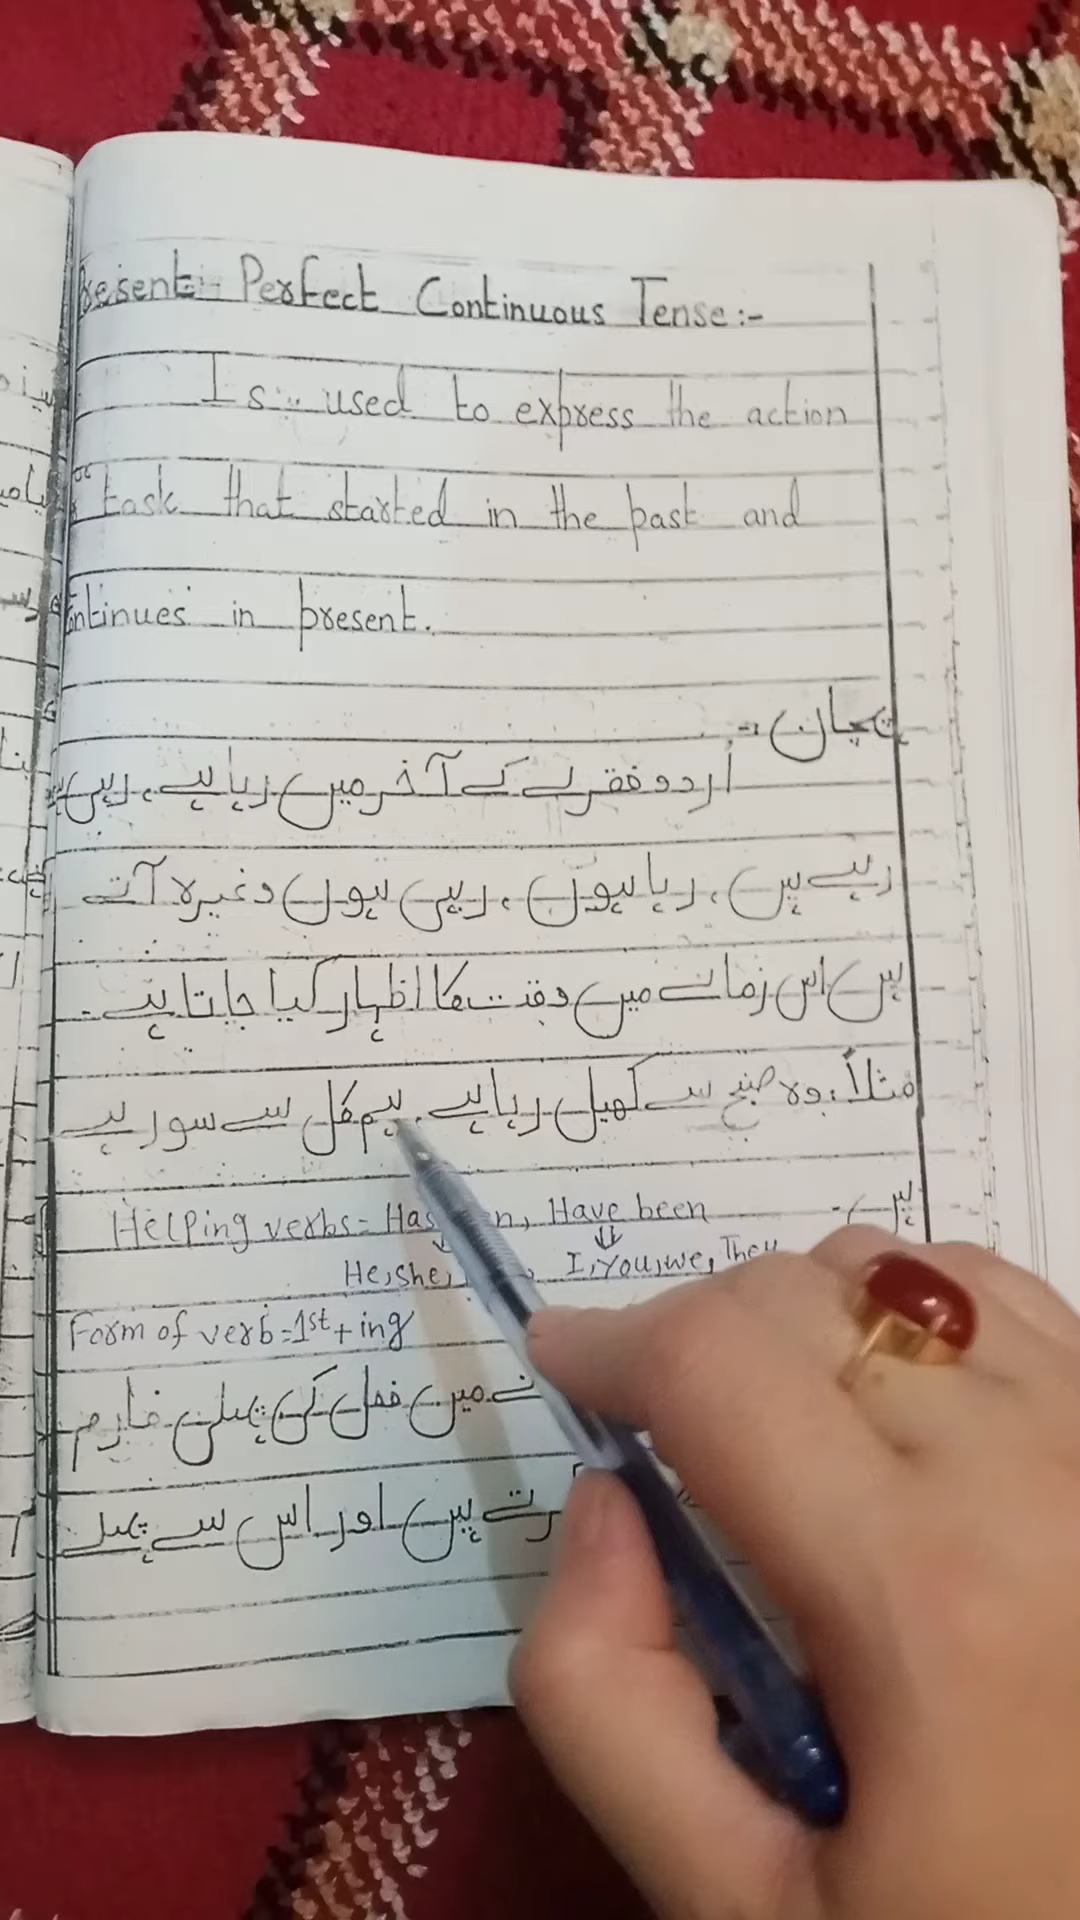 Present Perfect Continuous Tense:-
Is used to express the action
or task that started in the past and
continues in present.
پہچان :-
اردو فقرے کے آخر میں رہا ہے، رہی
رہے ہیں، رہا ہوں، رہی ہوں وغیرہ آتے
ہیں اس زمانے میں وقت کا اظہار کیا جاتا ہے۔
مثلاً: وہ صبح سے کھیل رہا ہے۔ ہم کل سے سو رہے
ہیں۔
Helping verbs = Has, Have been
He, she, I, You, we, They
Form of verb = 1st + ing
میں فعل کی پہلی فارم
ہیں اور اس سے پہلے